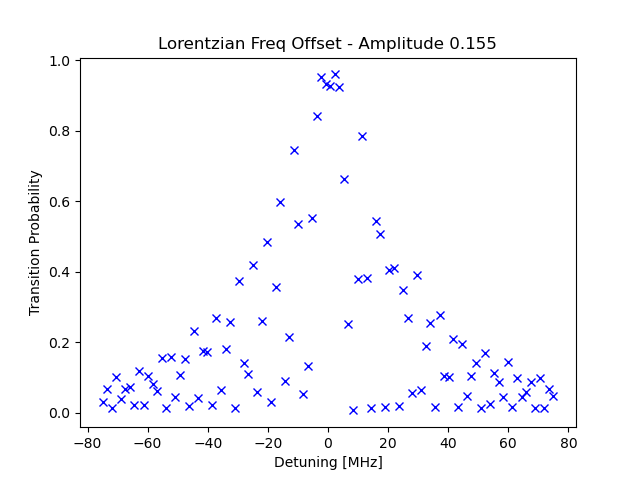 Lorentzian Freq Offset - Amplitude 0.155
1.0
0.8
0.6
0.4
0.2
0.0
Transition Probability
−80 −60 −40 −20 0 20 40 60 80
Detuning [MHz]